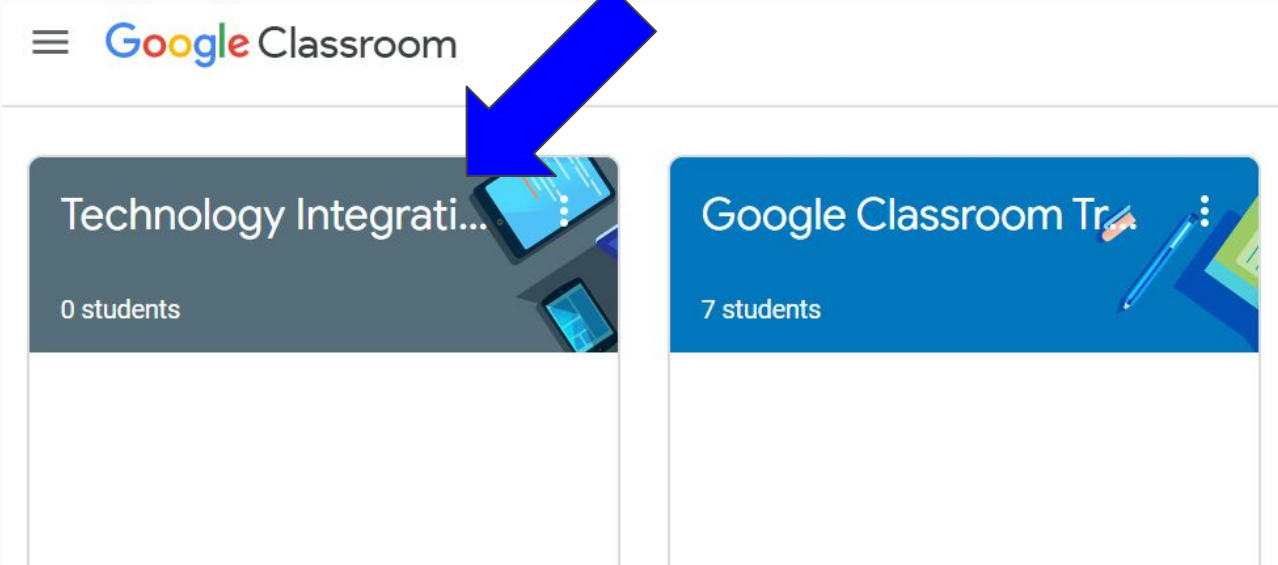 Google Classroom
Technology Integrati...
0 students
Google Classroom Tr...
7 students